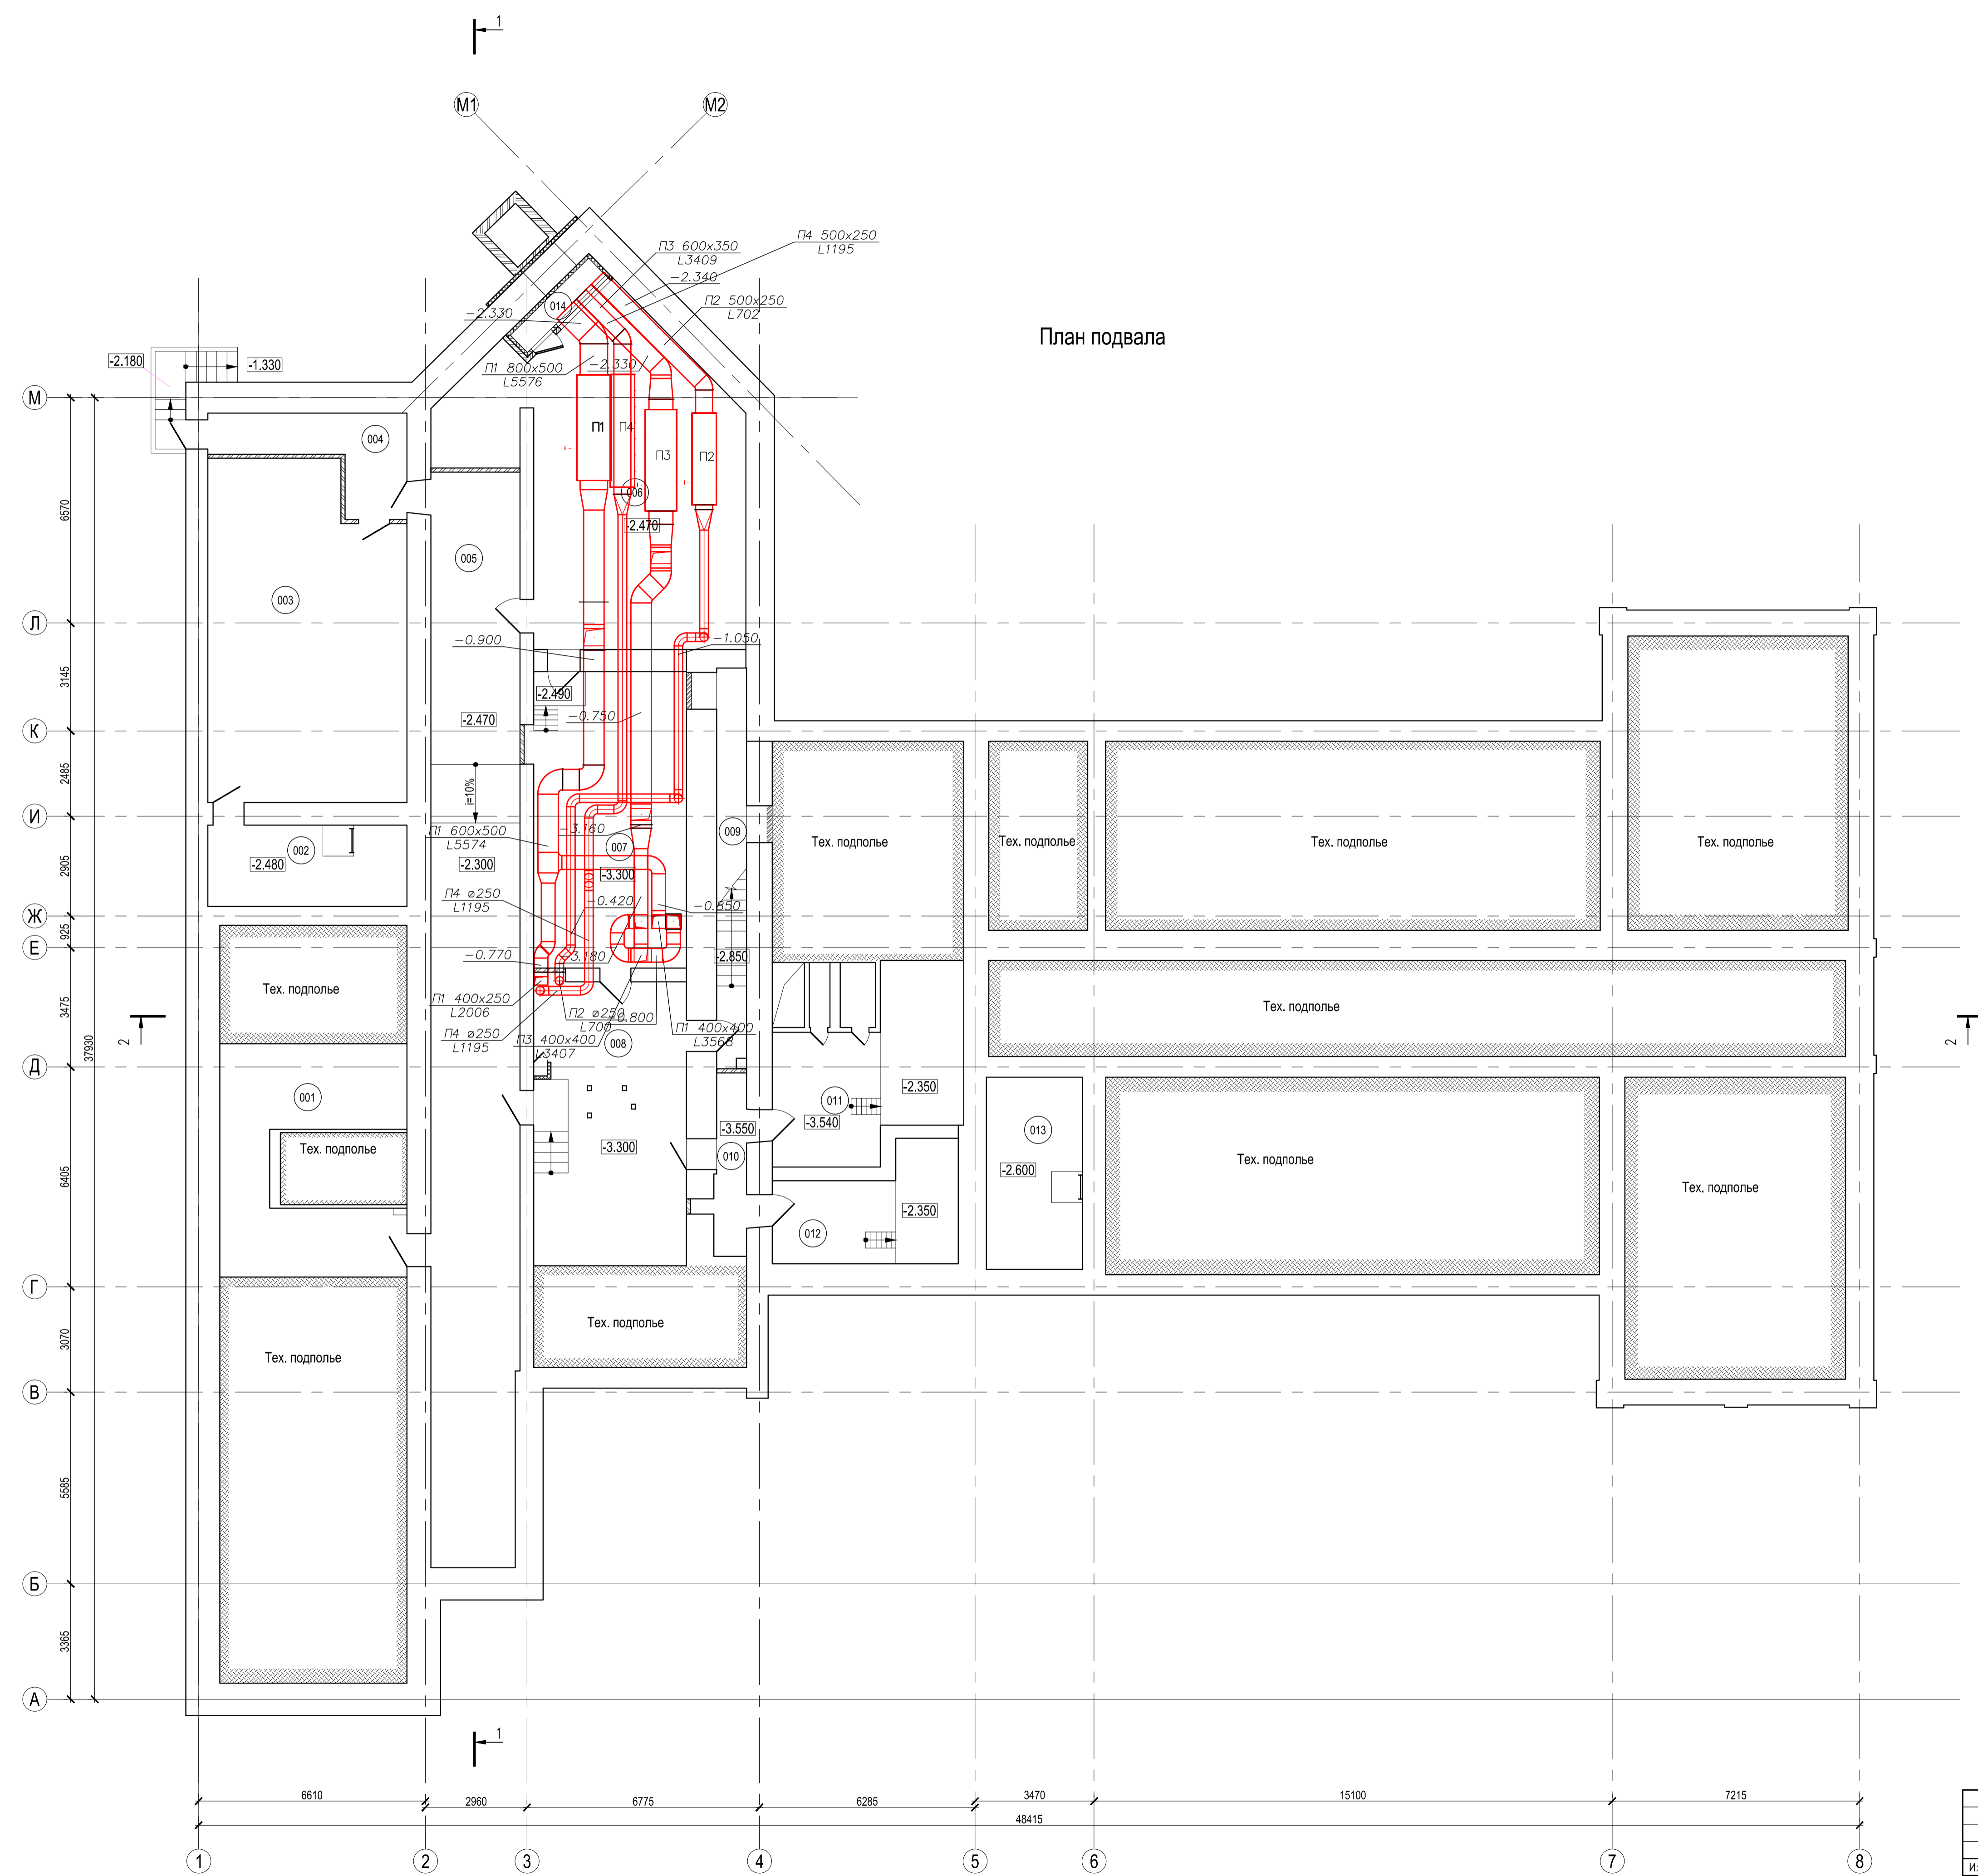 1
М1
М2
П4 500х250
L1195
П3 600х350
L3409
-2.340
014
П2 500х250
L702
-2.330
План подвала
-2.180
-1.330
П1 800х500
L5576
-2.330
М
П1
П4
П3
П2
004
006
-2.470
6570
005
003
Л
-0.900
-1.050
3145
-2.490
-2.470
-0.750
К
2485
i=10%
И
П1 600х500
L5574
-3.160
007
009
002
-2.480
-2.300
-3.300
2905
Тех. подполье
Тех. подполье
Тех. подполье
Тех. подполье
П4 ø250
L1195
-0.420
-0.850
Ж
925
Е
-0.770
-3.180
-2.850
Тех. подполье
3475
37930
П1 400х250
L2006
П2 ø250
L700
-0.800
П1 400х400
L3568
Тех. подполье
2
2
П4 ø250
L1195
П3 400х400
L3407
008
Д
001
011
-2.350
-3.540
-3.550
013
Тех. подполье
-3.300
010
-2.600
Тех. подполье
Тех. подполье
6405
-2.350
012
Г
Тех. подполье
3070
Тех. подполье
В
5585
Б
3365
А
1
6610
2960
6775
6285
3470
15100
7215
48415
1
2
3
4
5
6
7
8